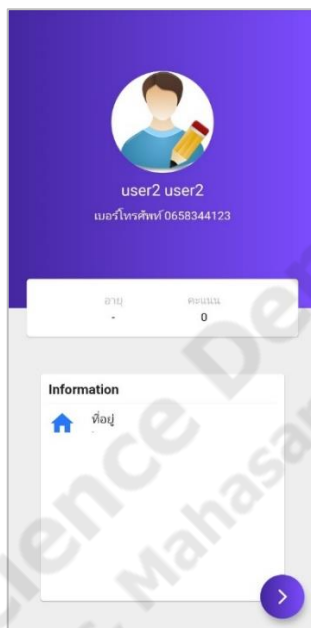 user2 user2
เบอร์โทรศัพท์ 0658344123
อายุ คะแนน
- 0
Information
ที่อยู่
-